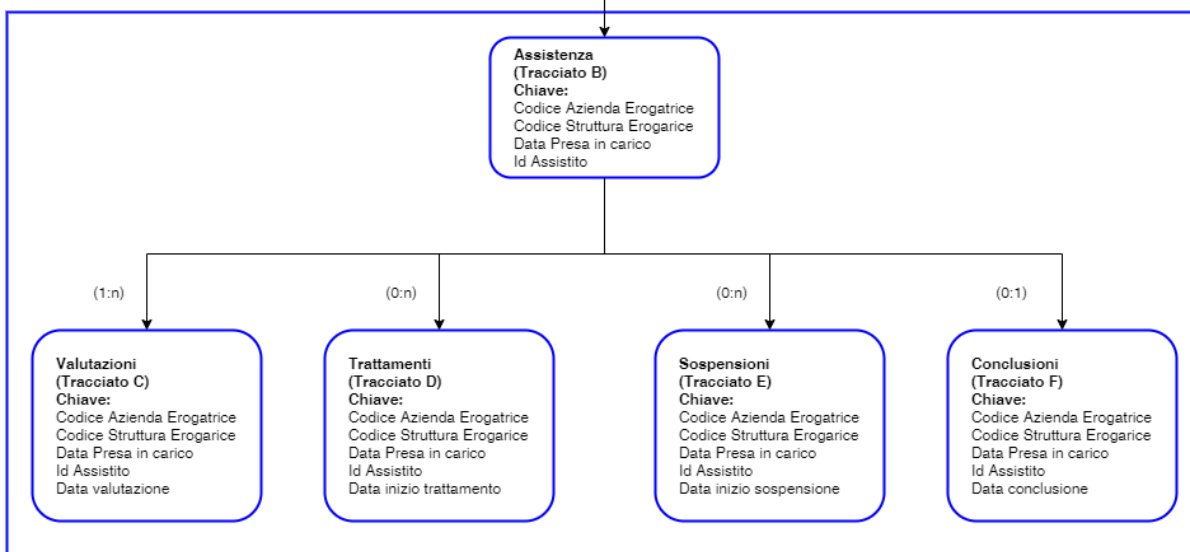 Assistenza
(Tracciato B)
Chiave:
Codice Azienda Erogatrice
Codice Struttura Erogarice
Data Presa in carico
Id Assistito
(1:n)
(0:n)
(0:n)
(0:1)
Valutazioni
(Tracciato C)
Chiave:
Codice Azienda Erogatrice
Codice Struttura Erogarice
Data Presa in carico
Id Assistito
Data valutazione
Trattamenti
(Tracciato D)
Chiave:
Codice Azienda Erogatrice
Codice Struttura Erogarice
Data Presa in carico
Id Assistito
Data inizio trattamento
Sospensioni
(Tracciato E)
Chiave:
Codice Azienda Erogatrice
Codice Struttura Erogarice
Data Presa in carico
Id Assistito
Data inizio sospensione
Conclusioni
(Tracciato F)
Chiave:
Codice Azienda Erogatrice
Codice Struttura Erogarice
Data Presa in carico
Id Assistito
Data conclusione